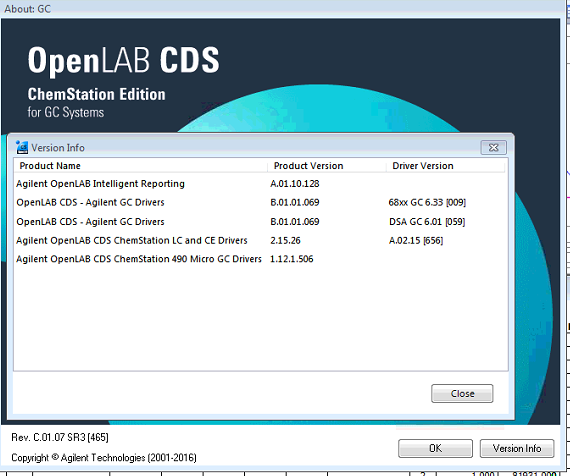 About: GC
OpenLAB CDS
ChemStation Edition
for GC Systems
Version Info
Product Name Product Version Driver Version
Agilent OpenLAB Intelligent Reporting A.01.10.128
OpenLAB CDS - Agilent GC Drivers B.01.01.069 68xx GC 6.33 [009]
OpenLAB CDS - Agilent GC Drivers B.01.01.069 DSA GC 6.01 [059]
Agilent OpenLAB CDS ChemStation LC and CE Drivers 2.15.26 A.02.15 [656]
Agilent OpenLAB CDS ChemStation 490 Micro GC Drivers 1.12.1.506
Close
Rev. C.01.07 SR3 [465]
Copyright © Agilent Technologies (2001-2016)
OK Version Info